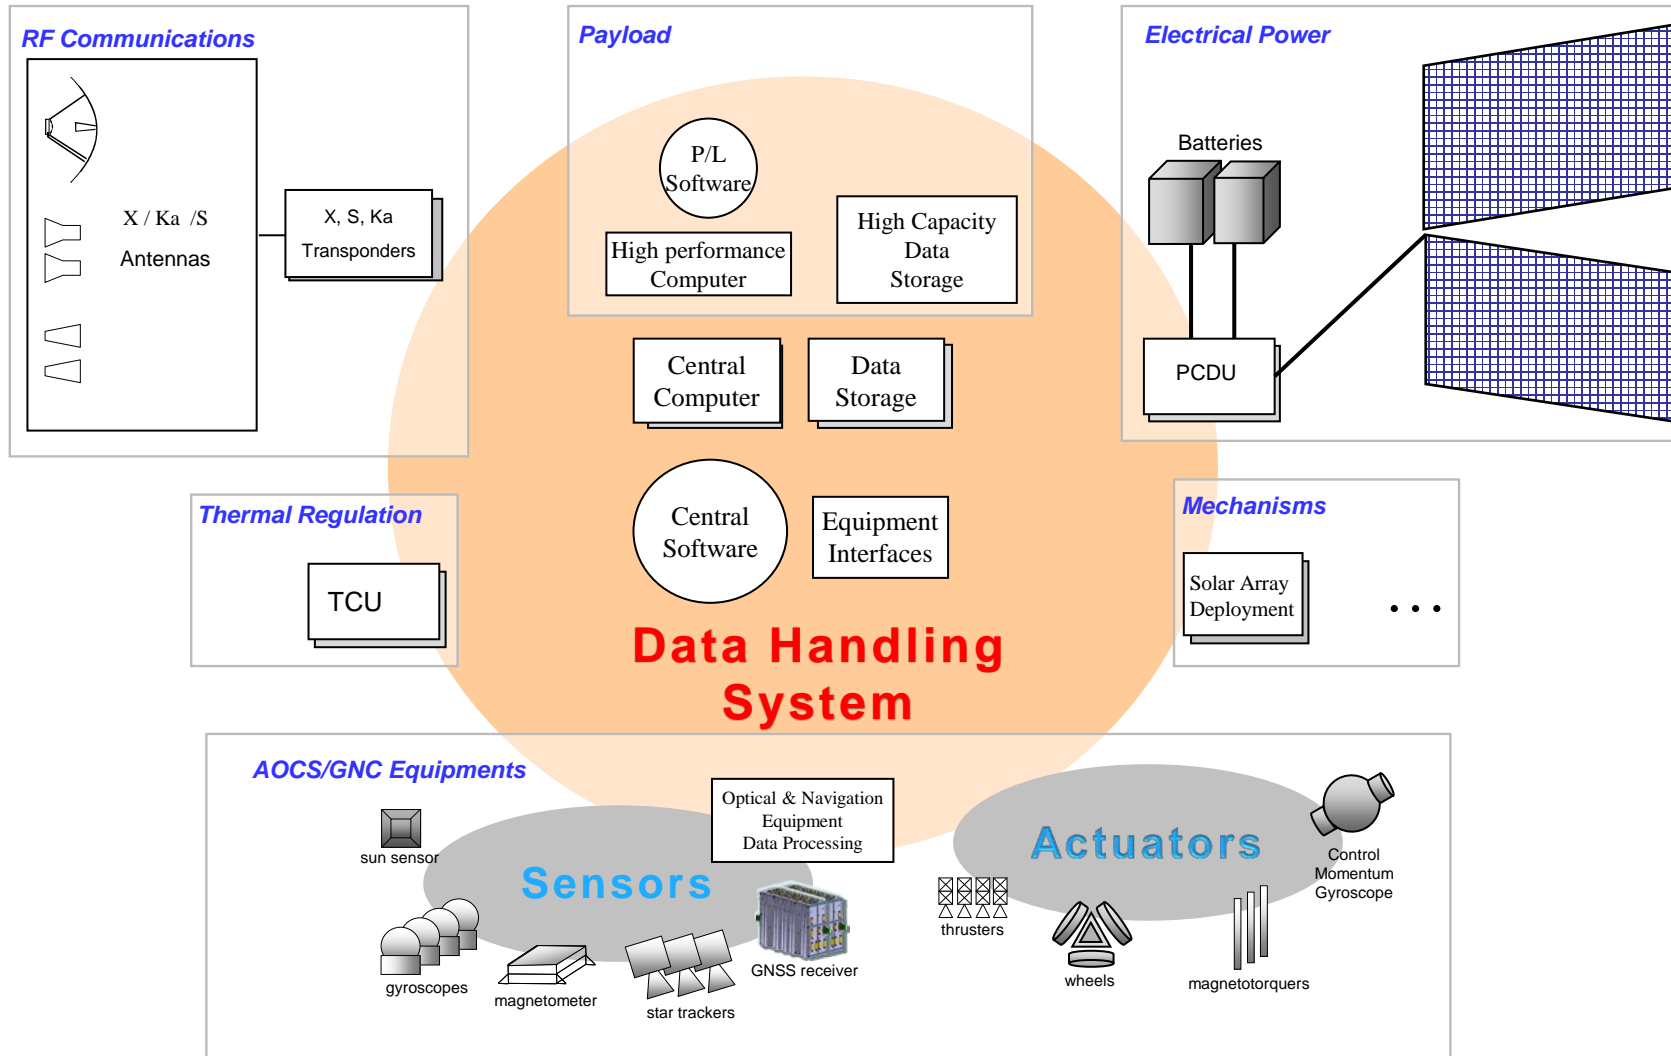 RF Communications
X / Ka /S
Antennas
X, S, Ka
Transponders
Payload
P/L
Software
High performance
Computer
High Capacity
Data
Storage
Electrical Power
Batteries
PCDU
Central
Computer
Data
Storage
Central
Software
Equipment
Interfaces
Data Handling
System
Thermal Regulation
TCU
Mechanisms
Solar Array
Deployment
...
AOCS/GNC Equipments
sun sensor
Sensors
gyroscopes
magnetometer
star trackers
GNSS receiver
Optical & Navigation
Equipment
Data Processing
Actuators
thrusters
wheels
magnetotorquers
Control
Momentum
Gyroscope